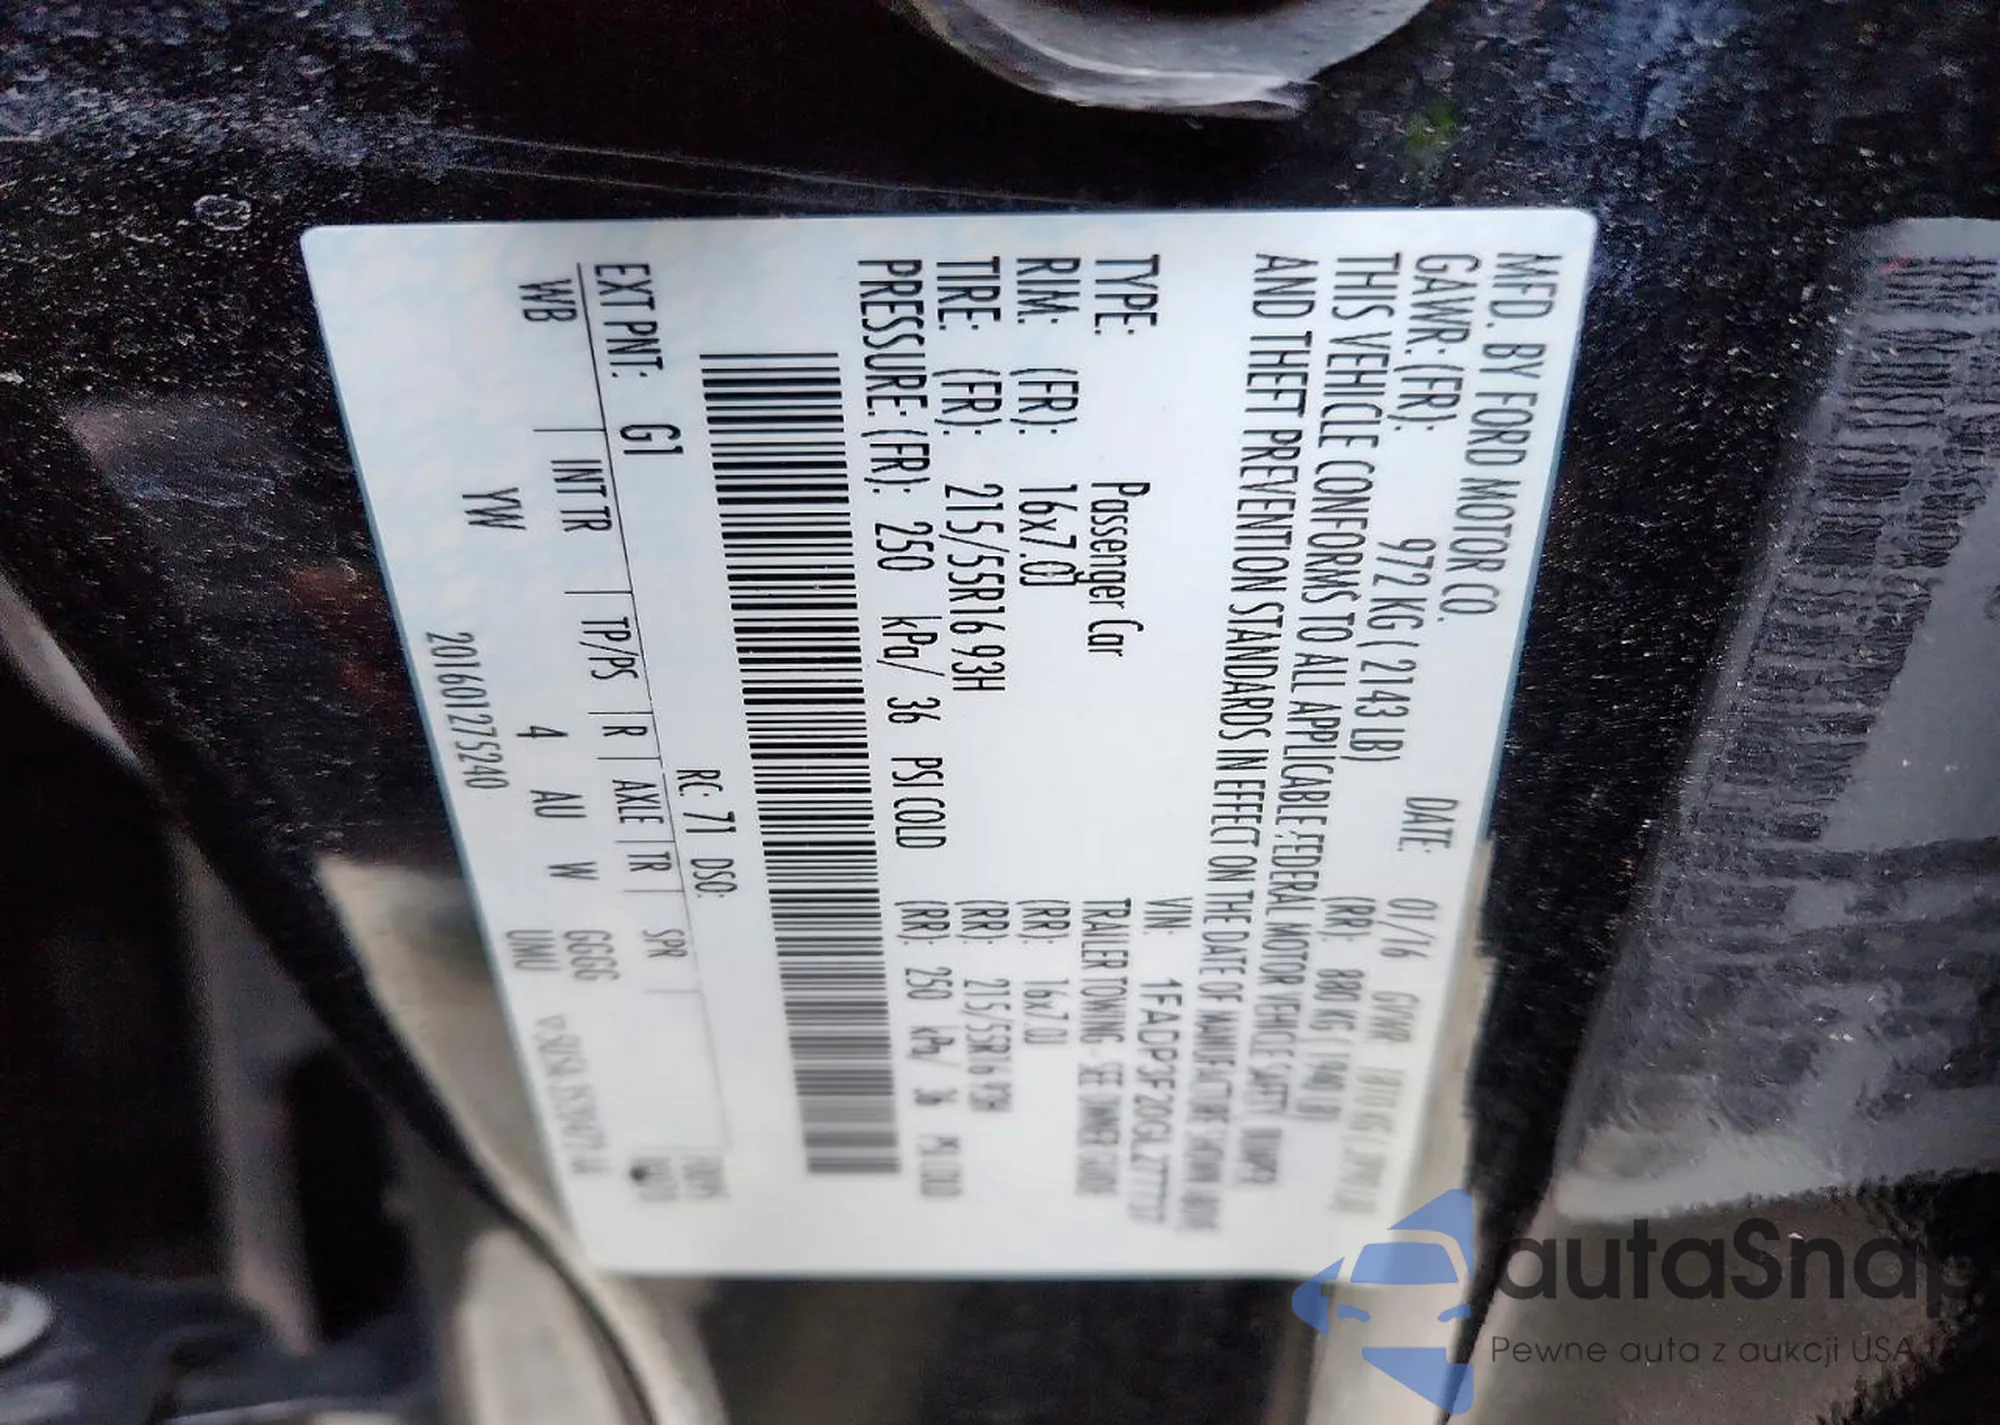 MFD. BY FORD MOTOR CO.
DATE: 01/16 GVWR: 1810 KG
GAWR: (FR): 972 KG ( 2143 LB) (RR): 880 KG ( 1940 LB)
THIS VEHICLE CONFORMS TO ALL APPLICABLE FEDERAL MOTOR VEHICLE SAFETY, BUMPER,
AND THEFT PREVENTION STANDARDS IN EFFECT ON THE DATE OF MANUFACTURE SHOWN ABOVE.
VIN: 1FADP3F20GL277733
TYPE: Passenger Car TRAILER TOWING - SEE OWNER GUIDE
RIM: (FR): 16x7.0J (RR): 16x7.0J
TIRE: (FR): 215/55R16 93H (RR): 215/55R16 93H
PRESSURE: (FR): 250 kPa/ 36 PSI COLD (RR): 250 kPa/ 36 PSI COLD
EXT PNT: G1 RC: 71 DSO:
WB INT TR TP/PS R AXLE TR SPR
YW 4 AU W GGGG
20160127S240 UMU
autaSnap
Pewne auta z aukcji USA